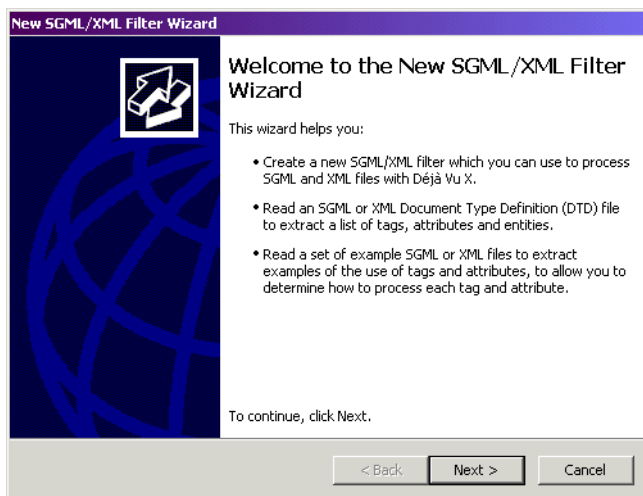 New SGML/XML Filter Wizard
Welcome to the New SGML/XML Filter
Wizard
This wizard helps you:
• Create a new SGML/XML filter which you can use to process
SGML and XML files with Déjà Vu X.
• Read an SGML or XML Document Type Definition (DTD) file
to extract a list of tags, attributes and entities.
• Read a set of example SGML or XML files to extract
examples of the use of tags and attributes, to allow you to
determine how to process each tag and attribute.
To continue, click Next.
< Back
Next >
Cancel